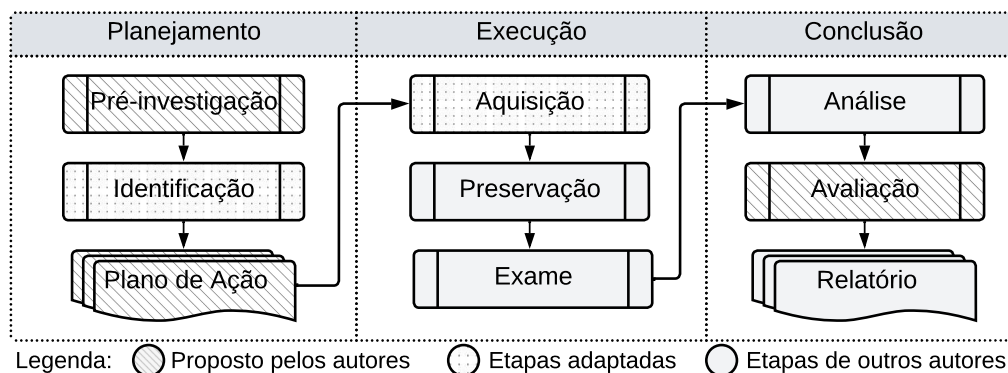 Planejamento
Execução
Conclusão
Pré-investigação
Aquisição
Análise
Identificação
Preservação
Avaliação
Plano de Ação
Exame
Relatório
Legenda: Proposto pelos autores Etapas adaptadas Etapas de outros autores